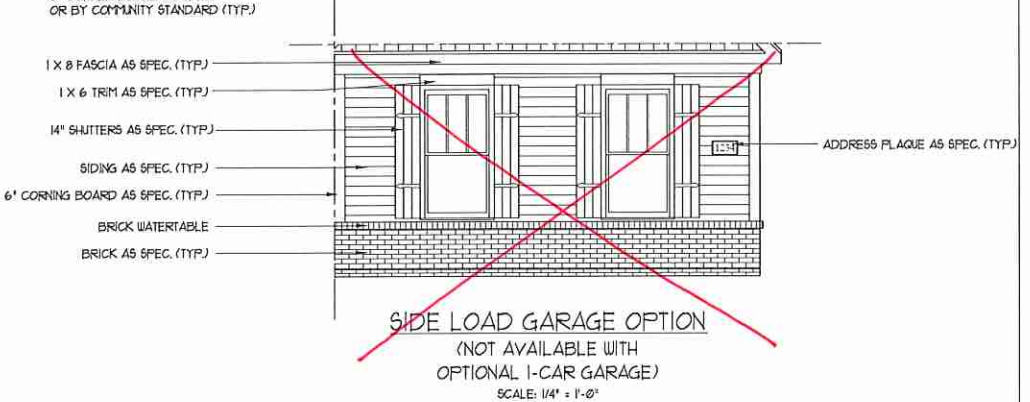 OR BY COMMUNITY STANDARD (TYP.)
1 X 8 FASCIA AS SPEC. (TYP.)
1 X 6 TRIM AS SPEC. (TYP.)
14" SHUTTERS AS SPEC. (TYP.)
SIDING AS SPEC. (TYP.)
6" CORNING BOARD AS SPEC. (TYP.)
BRICK WATERTABLE
BRICK AS SPEC. (TYP.)
1234
ADDRESS PLAQUE AS SPEC. (TYP.)
SIDE LOAD GARAGE OPTION
(NOT AVAILABLE WITH
OPTIONAL 1-CAR GARAGE)
SCALE: 1/4" = 1'-0"